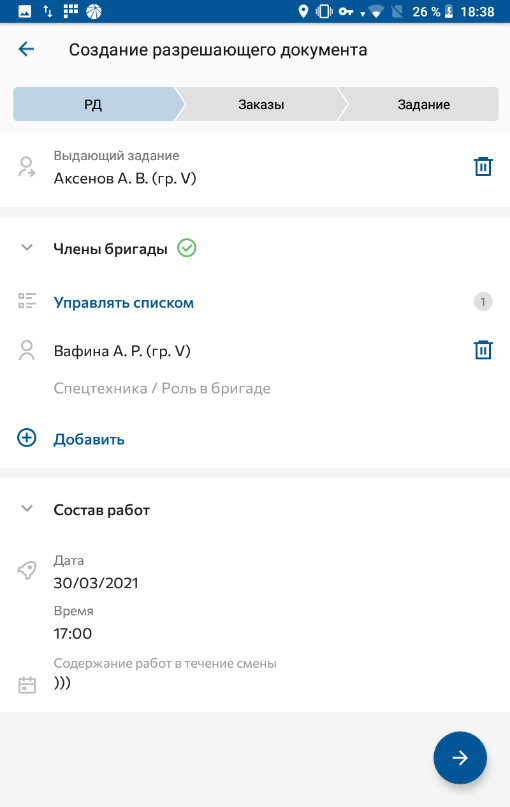 26 % 18:38
Создание разрешающего документа
РД Заказы Задание
Выдающий задание
Аксенов А. В. (гр. V)
Члены бригады
Управлять списком 1
Вафина А. Р. (гр. V)
Спецтехника / Роль в бригаде
Добавить
Состав работ
Дата
30/03/2021
Время
17:00
Содержание работ в течение смены
)))